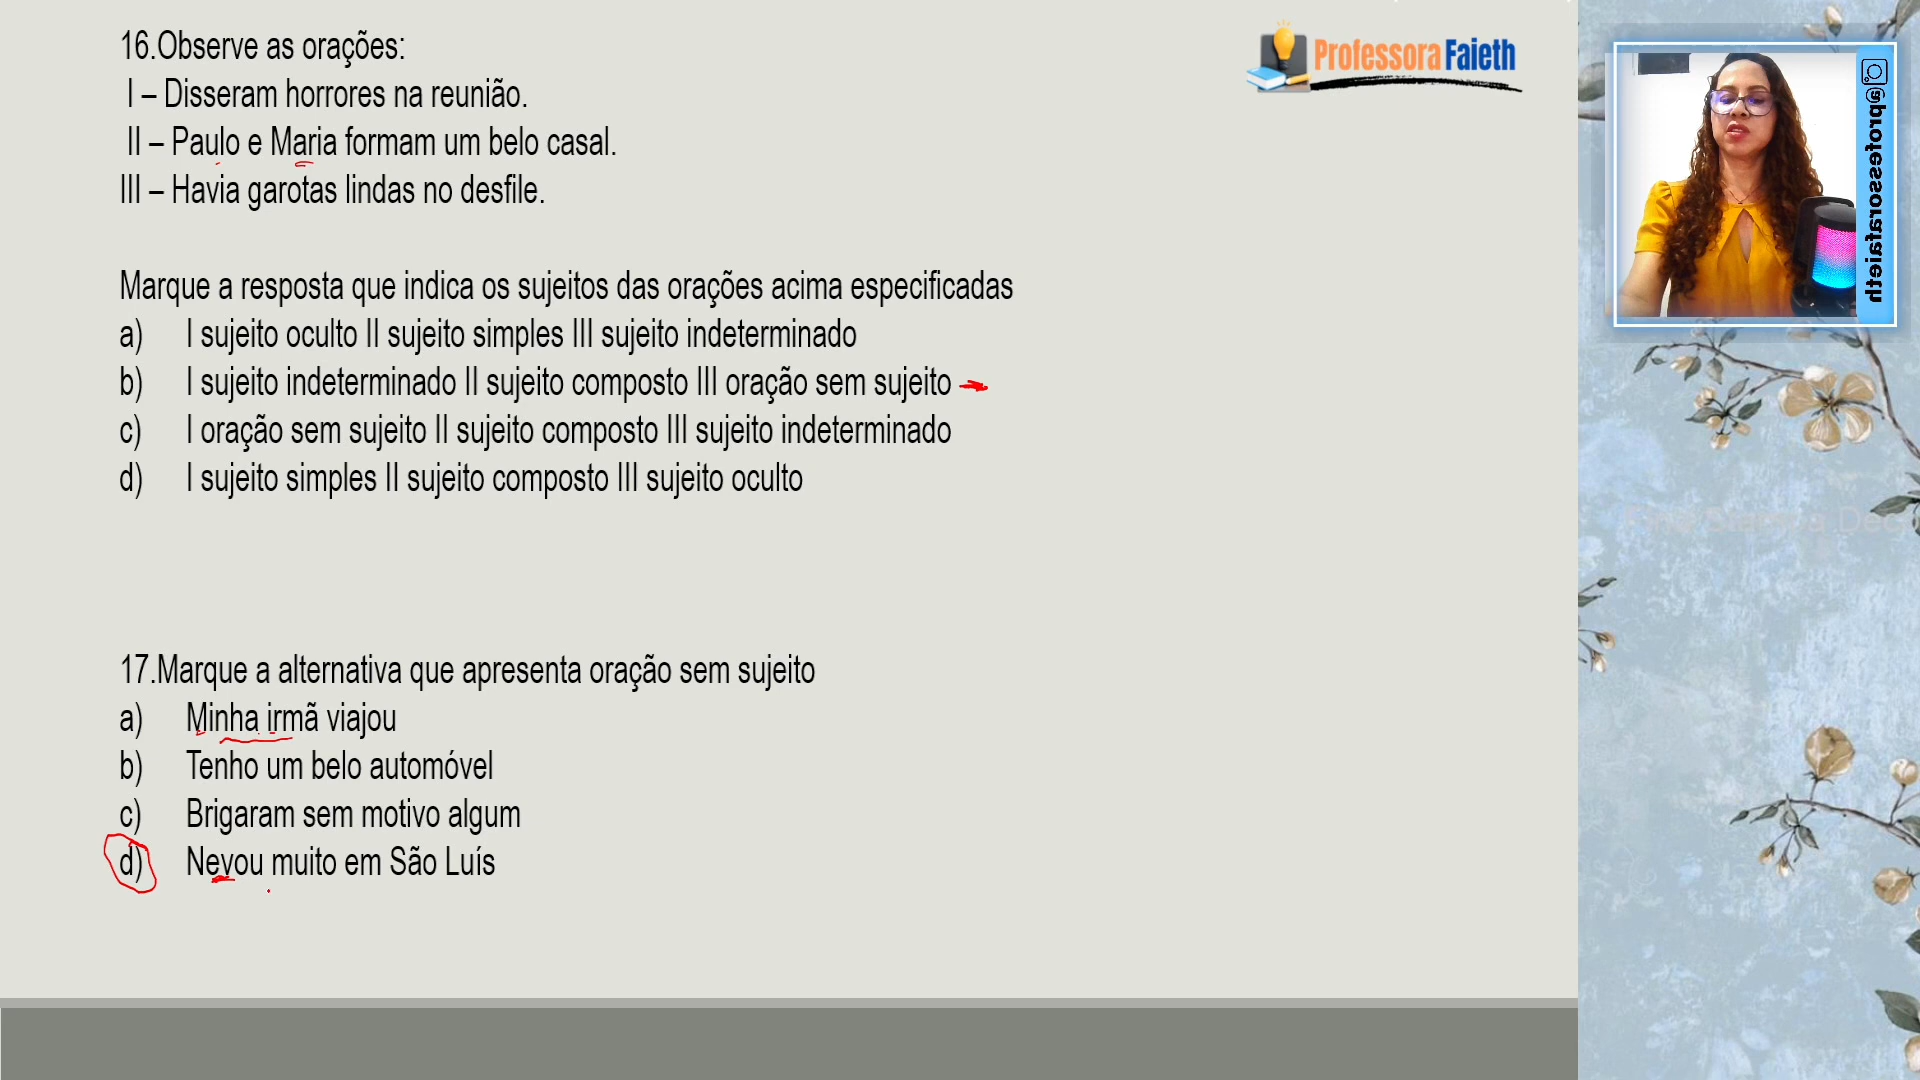 16.Observe as orações:
I – Disseram horrores na reunião.
II – Paulo e Maria formam um belo casal.
III – Havia garotas lindas no desfile.
Marque a resposta que indica os sujeitos das orações acima especificadas
a) I sujeito oculto II sujeito simples III sujeito indeterminado
b) I sujeito indeterminado II sujeito composto III oração sem sujeito
c) I oração sem sujeito II sujeito composto III sujeito indeterminado
d) I sujeito simples II sujeito composto III sujeito oculto
17.Marque a alternativa que apresenta oração sem sujeito
a) Minha irmã viajou
b) Tenho um belo automóvel
c) Brigaram sem motivo algum
d) Nevou muito em São Luís
Professora Faieth
@professorafaieth